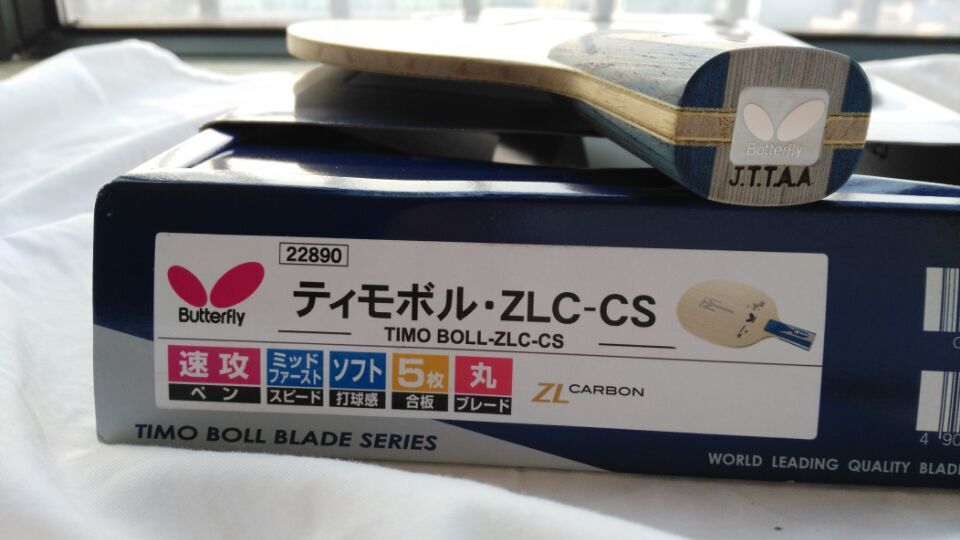 Butterfly
J.T.T.A.A
22890
Butterfly
ティモボル・ZLC-CS
TIMO BOLL-ZLC-CS
速攻
ペン
ミッド
ファースト
スピード
ソフト
打球感
5枚
合板
丸
ブレード
ZL CARBON
TIMO BOLL BLADE SERIES
WORLD LEADING QUALITY BLAD
4 90